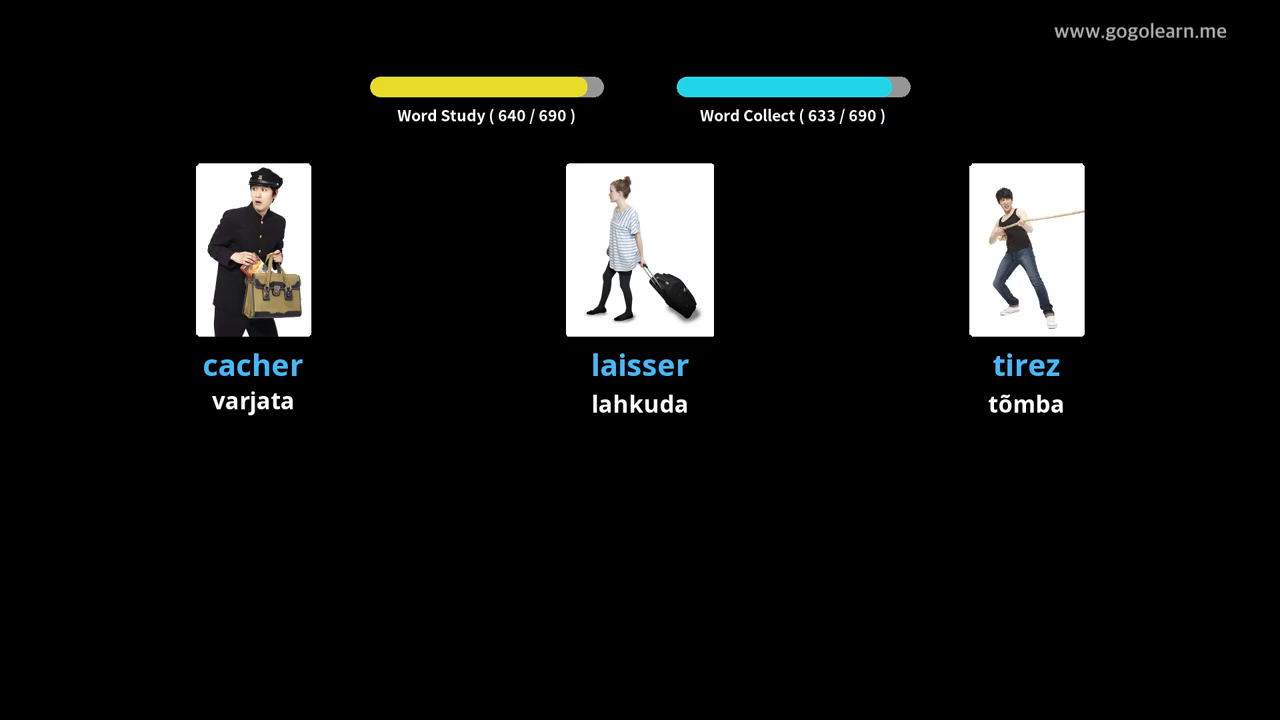 www.gogolearn.me
Word Study ( 640 / 690 )
Word Collect ( 633 / 690 )
cacher
varjata
laisser
lahkuda
tirez
tõmba